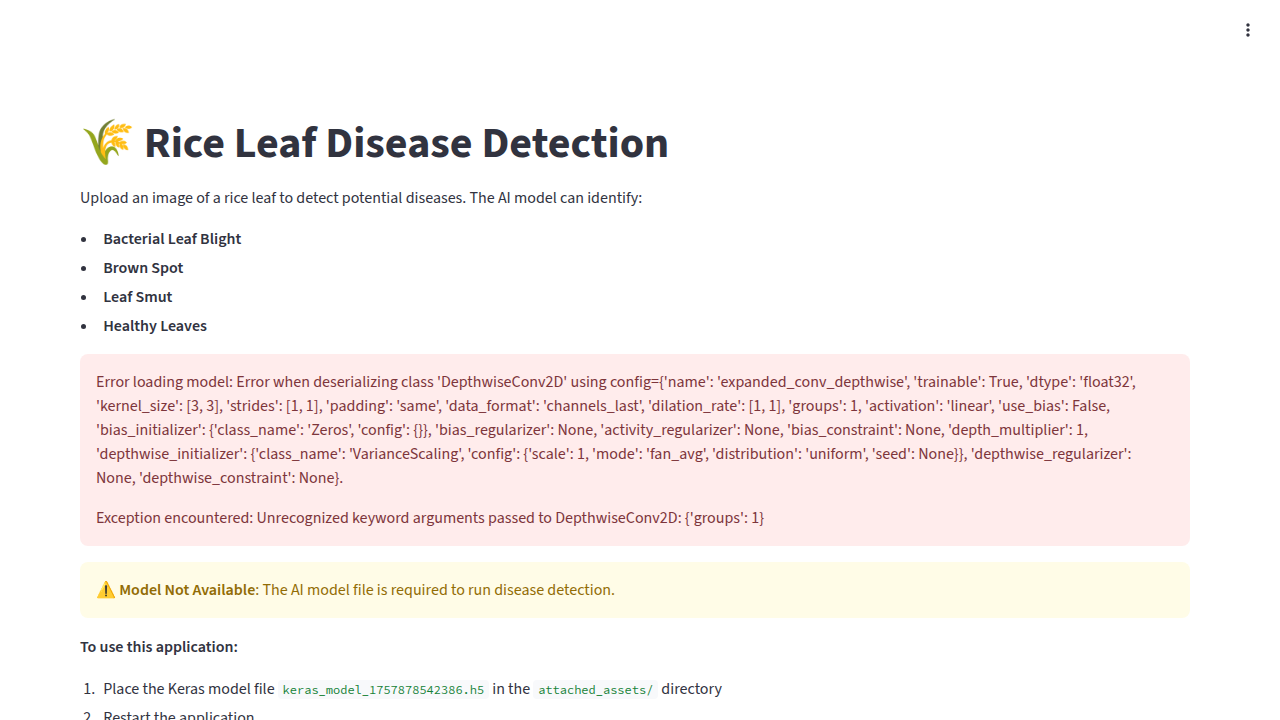 🌾 Rice Leaf Disease Detection
Upload an image of a rice leaf to detect potential diseases. The AI model can identify:
• Bacterial Leaf Blight
• Brown Spot
• Leaf Smut
• Healthy Leaves
Error loading model: Error when deserializing class 'DepthwiseConv2D' using config={'name': 'expanded_conv_depthwise', 'trainable': True, 'dtype': 'float32',
'kernel_size': [3, 3], 'strides': [1, 1], 'padding': 'same', 'data_format': 'channels_last', 'dilation_rate': [1, 1], 'groups': 1, 'activation': 'linear', 'use_bias': False,
'bias_initializer': {'class_name': 'Zeros', 'config': {}}, 'bias_regularizer': None, 'activity_regularizer': None, 'bias_constraint': None, 'depth_multiplier': 1,
'depthwise_initializer': {'class_name': 'VarianceScaling', 'config': {'scale': 1, 'mode': 'fan_avg', 'distribution': 'uniform', 'seed': None}}, 'depthwise_regularizer':
None, 'depthwise_constraint': None}.
Exception encountered: Unrecognized keyword arguments passed to DepthwiseConv2D: {'groups': 1}
⚠️ Model Not Available: The AI model file is required to run disease detection.
To use this application:
1. Place the Keras model file keras_model_1757878542386.h5 in the attached_assets/ directory
2. Restart the application